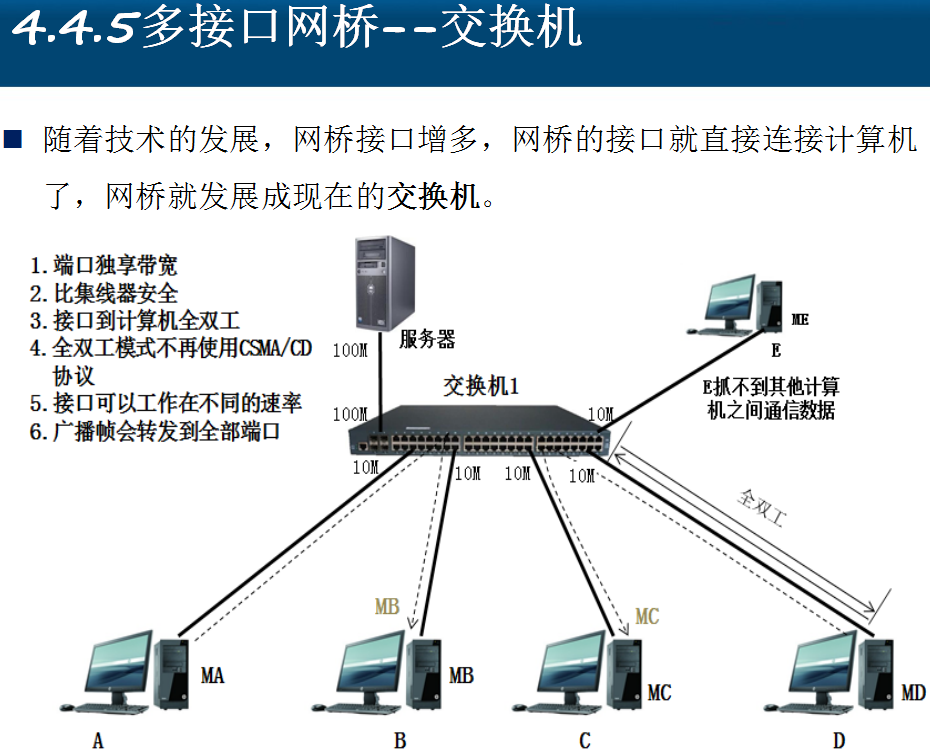 4.4.5多接口网桥--交换机
随着技术的发展，网桥接口增多，网桥的接口就直接连接计算机
了，网桥就发展成现在的交换机。
1.端口独享带宽
2.比集线器安全
3.接口到计算机全双工
4.全双工模式不再使用CSMA/CD
协议
5.接口可以工作在不同的速率
6.广播帧会转发到全部端口
服务器
100M
交换机1
100M
10M
ME
E
E抓不到其他计算
机之间通信数据
10M
10M
10M
10M
全双工
MB
MC
MA
MB
MC
MD
A
B
C
D